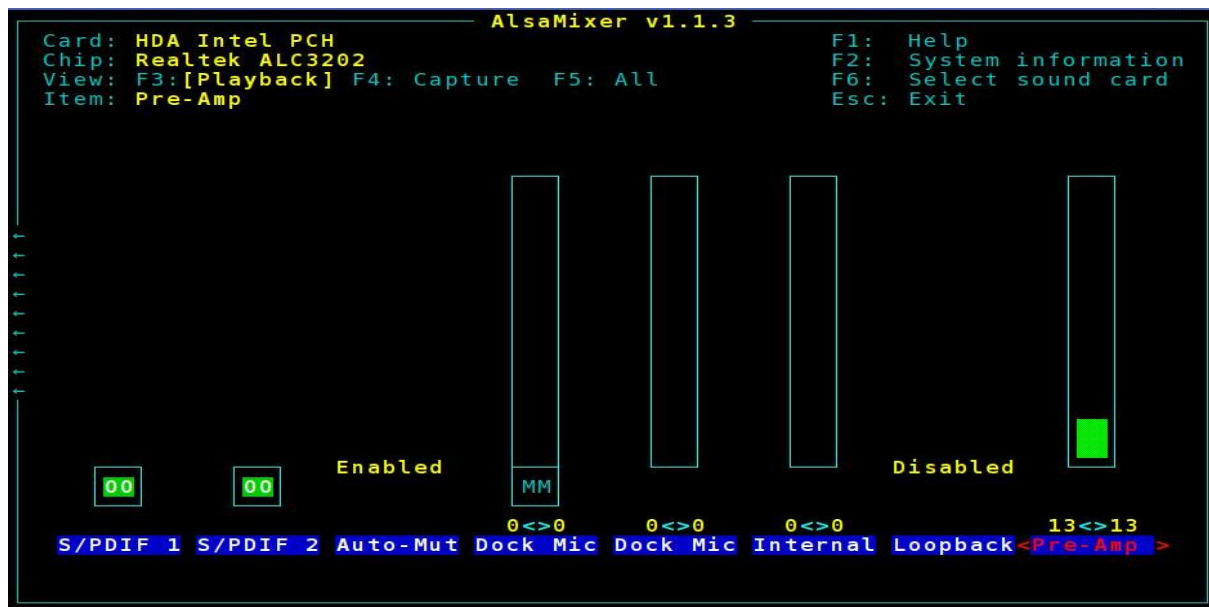 AlsaMixer v1.1.3
Card: HDA Intel PCH F1: Help
Chip: Realtek ALC3202 F2: System information
View: F3:[Playback] F4: Capture F5: All F6: Select sound card
Item: Pre-Amp Esc: Exit
←
←
←
←
←
←
←
←
←
Enabled Disabled
00 00 MM
0<>0 0<>0 0<>0 13<>13
S/PDIF 1 S/PDIF 2 Auto-Mut Dock Mic Dock Mic Internal Loopback <Pre-Amp >